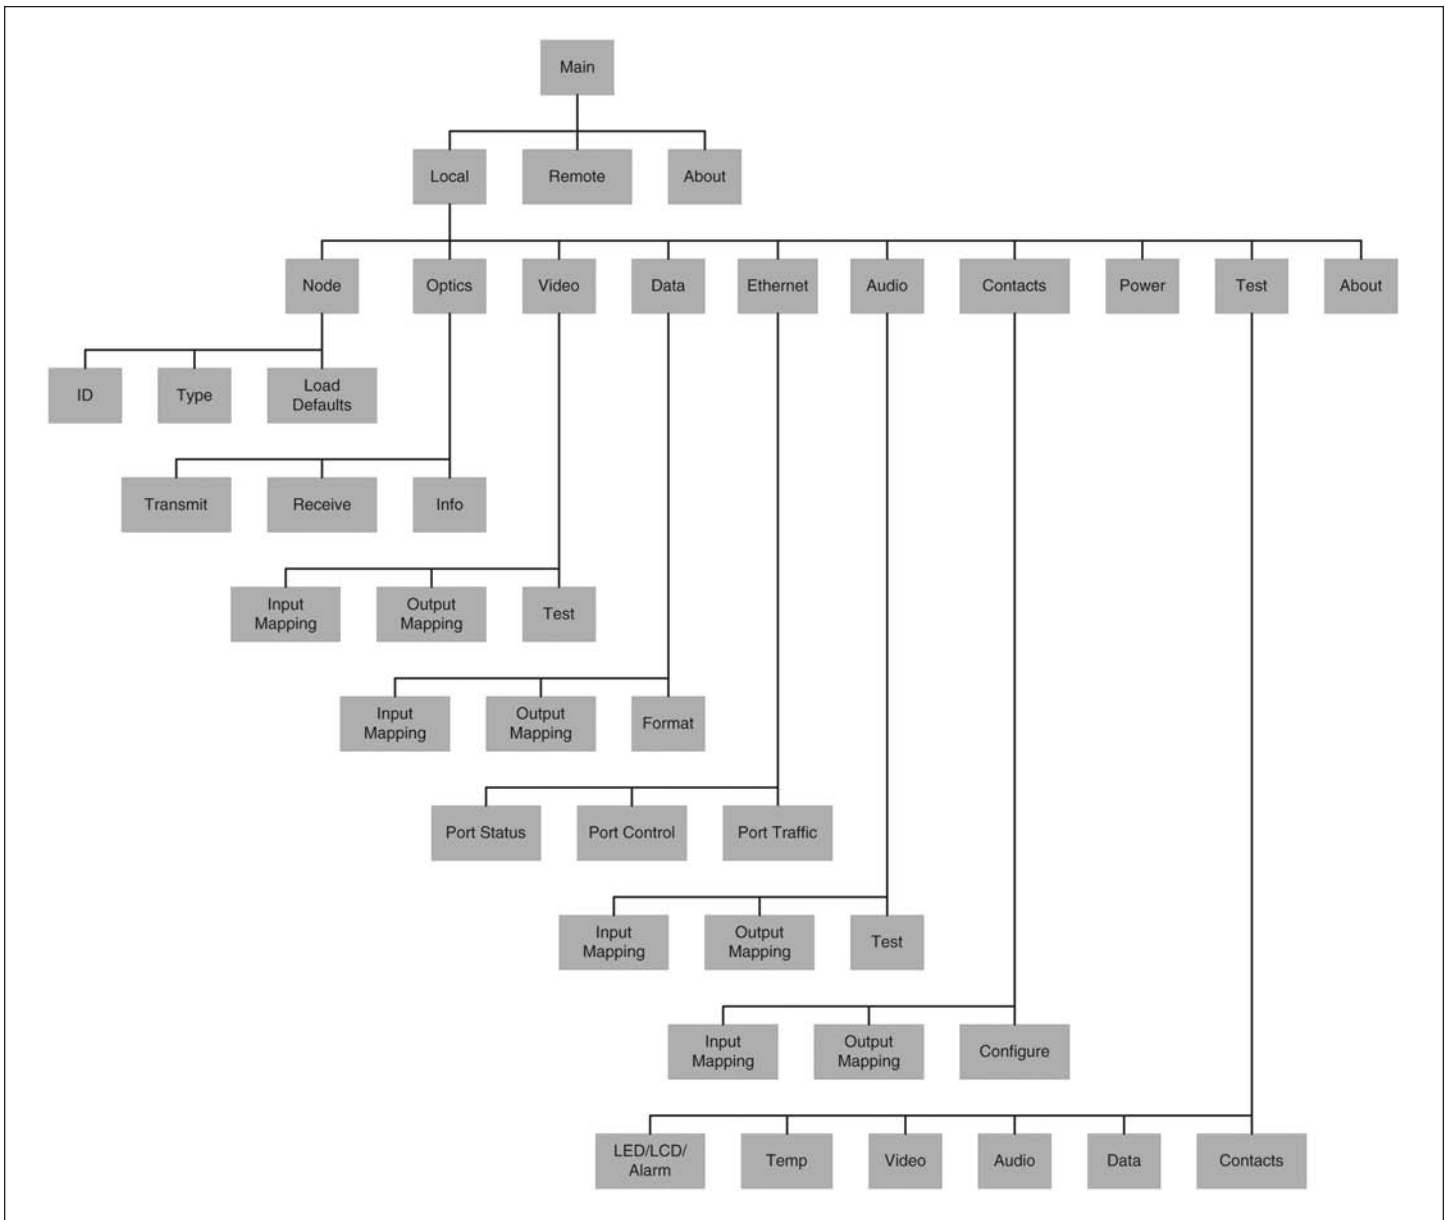 Main
Local
Remote
About
Node
Optics
Video
Data
Ethernet
Audio
Contacts
Power
Test
About
ID
Type
Load
Defaults
Transmit
Receive
Info
Input
Mapping
Output
Mapping
Test
Input
Mapping
Output
Mapping
Format
Port Status
Port Control
Port Traffic
Input
Mapping
Output
Mapping
Test
Input
Mapping
Output
Mapping
Configure
LED/LCD/
Alarm
Temp
Video
Audio
Data
Contacts